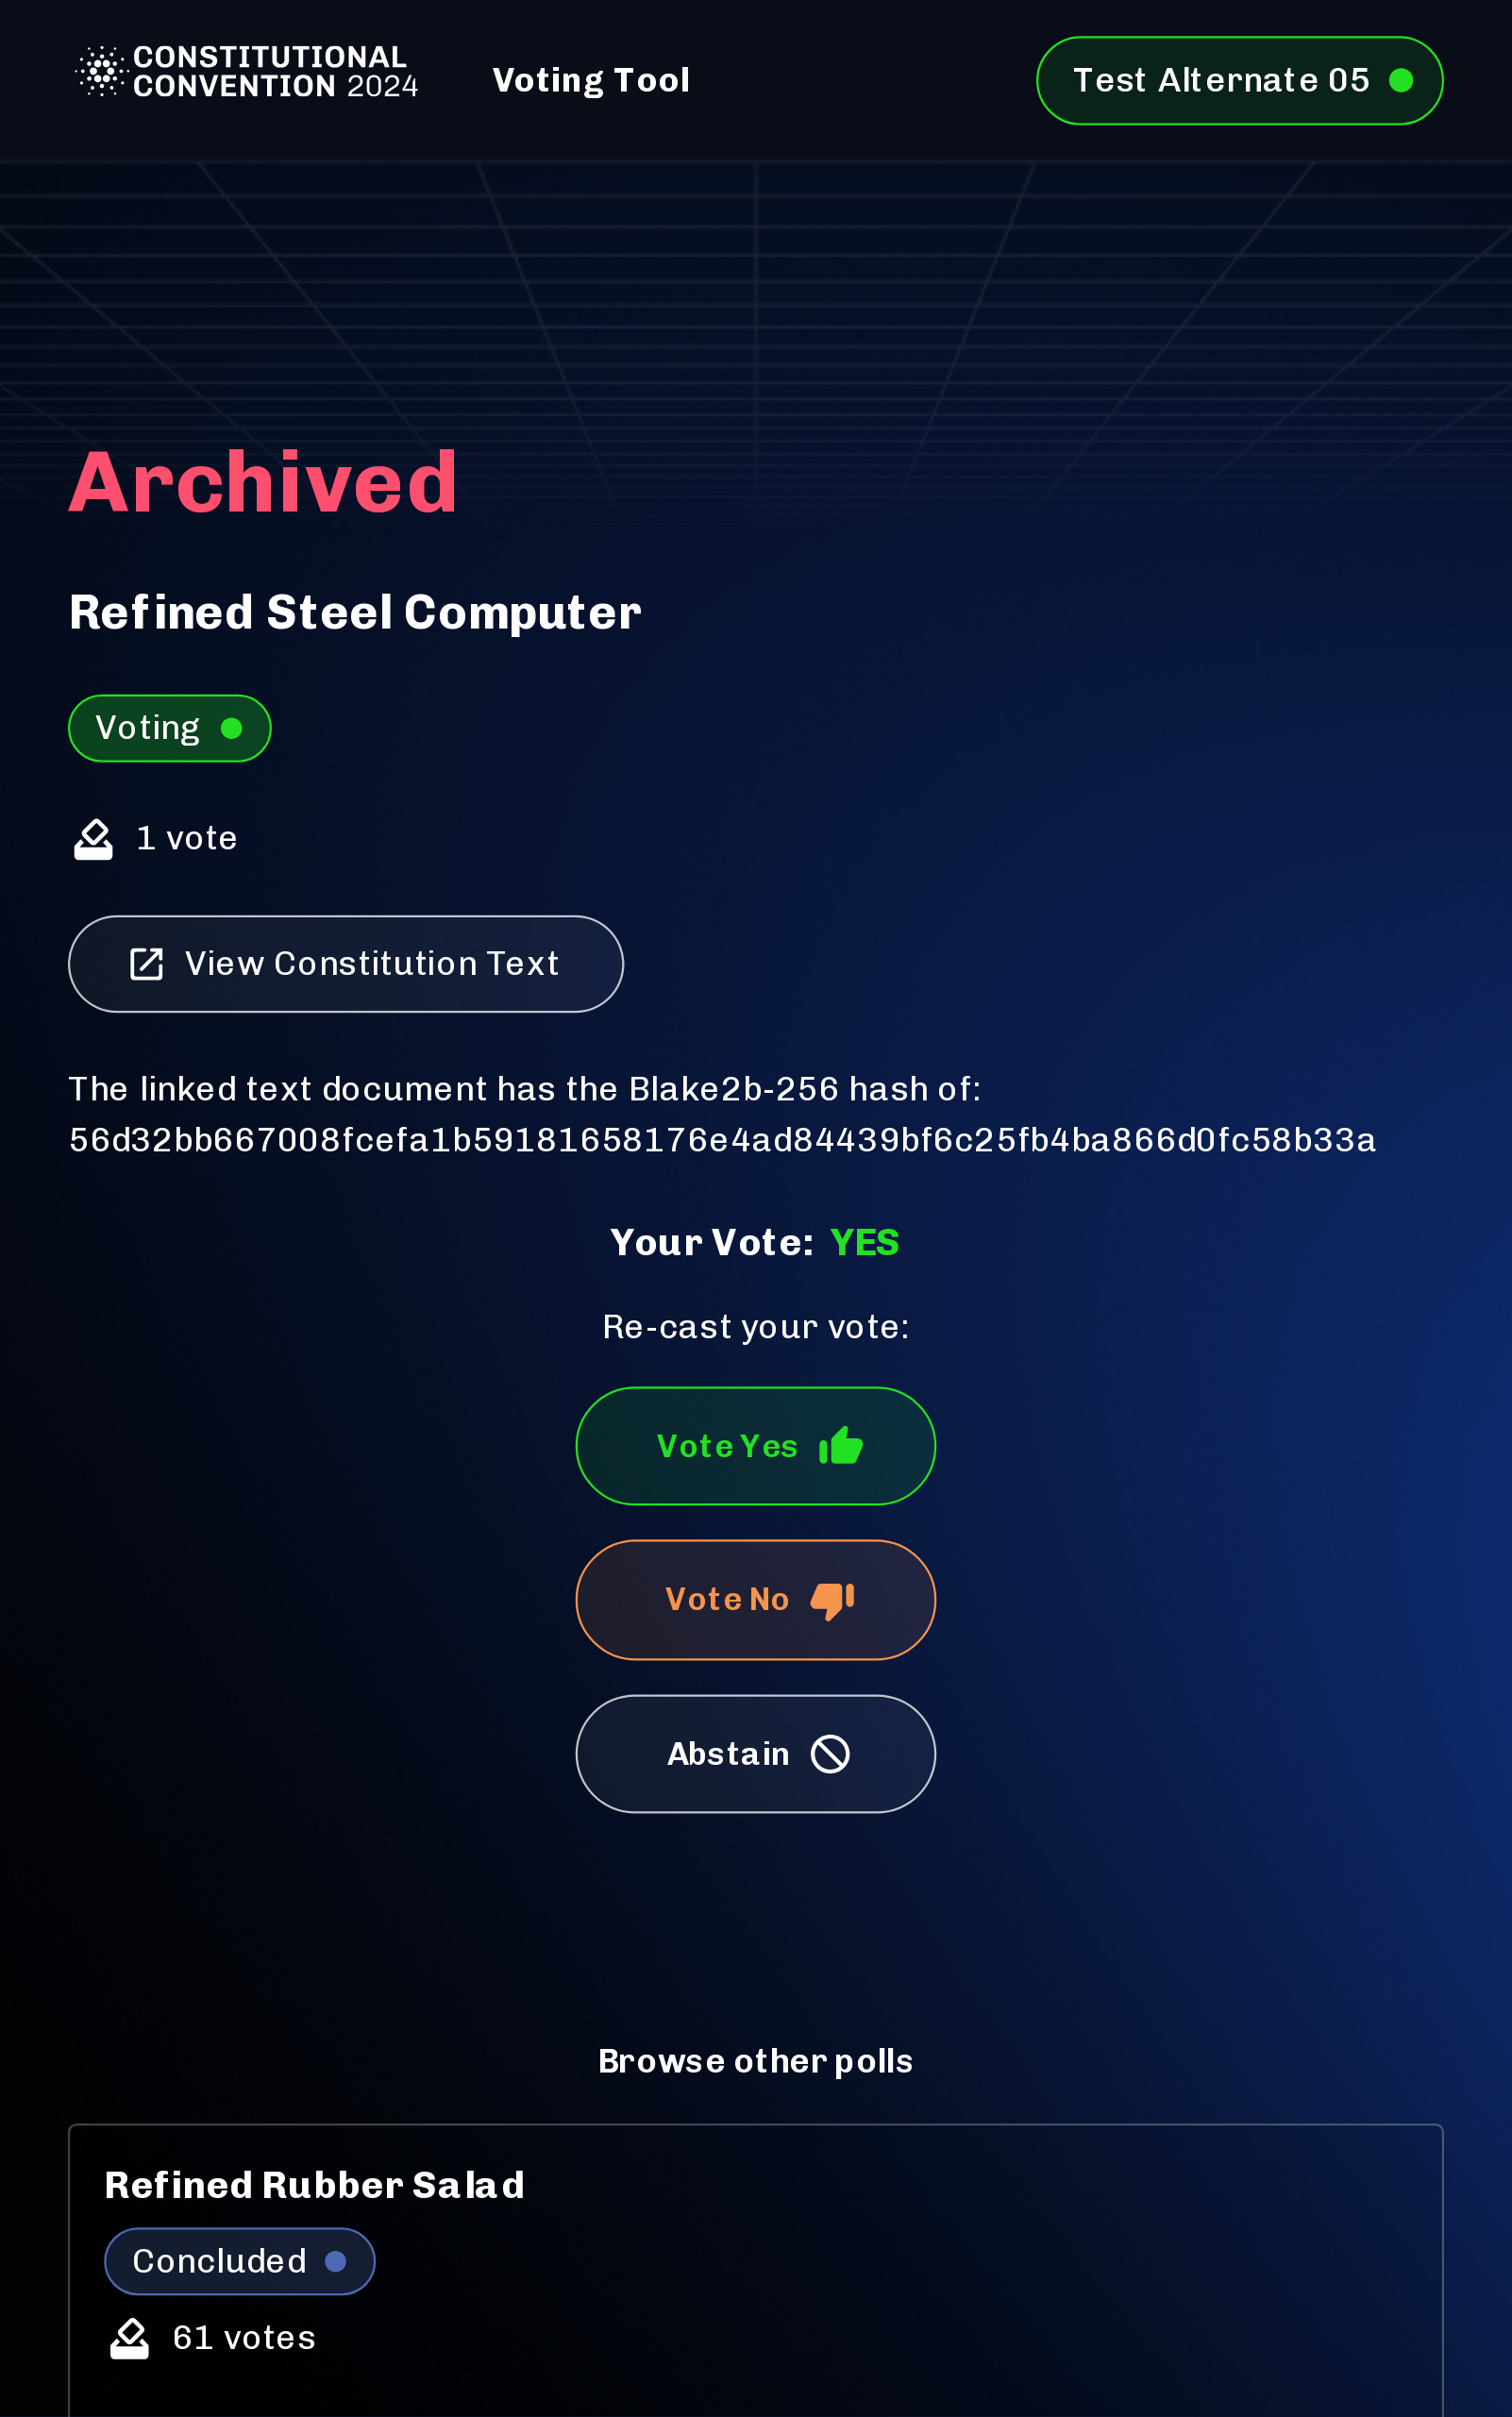 CONSTITUTIONAL
CONVENTION 2024
Voting Tool
Test Alternate 05
Archived
Refined Steel Computer
Voting
1 vote
View Constitution Text
The linked text document has the Blake2b-256 hash of:
56d32bb667008fcefa1b59181658176e4ad84439bf6c25fb4ba866d0fc58b33a
Your Vote: YES
Re-cast your vote:
Vote Yes
Vote No
Abstain
Browse other polls
Refined Rubber Salad
Concluded
61 votes